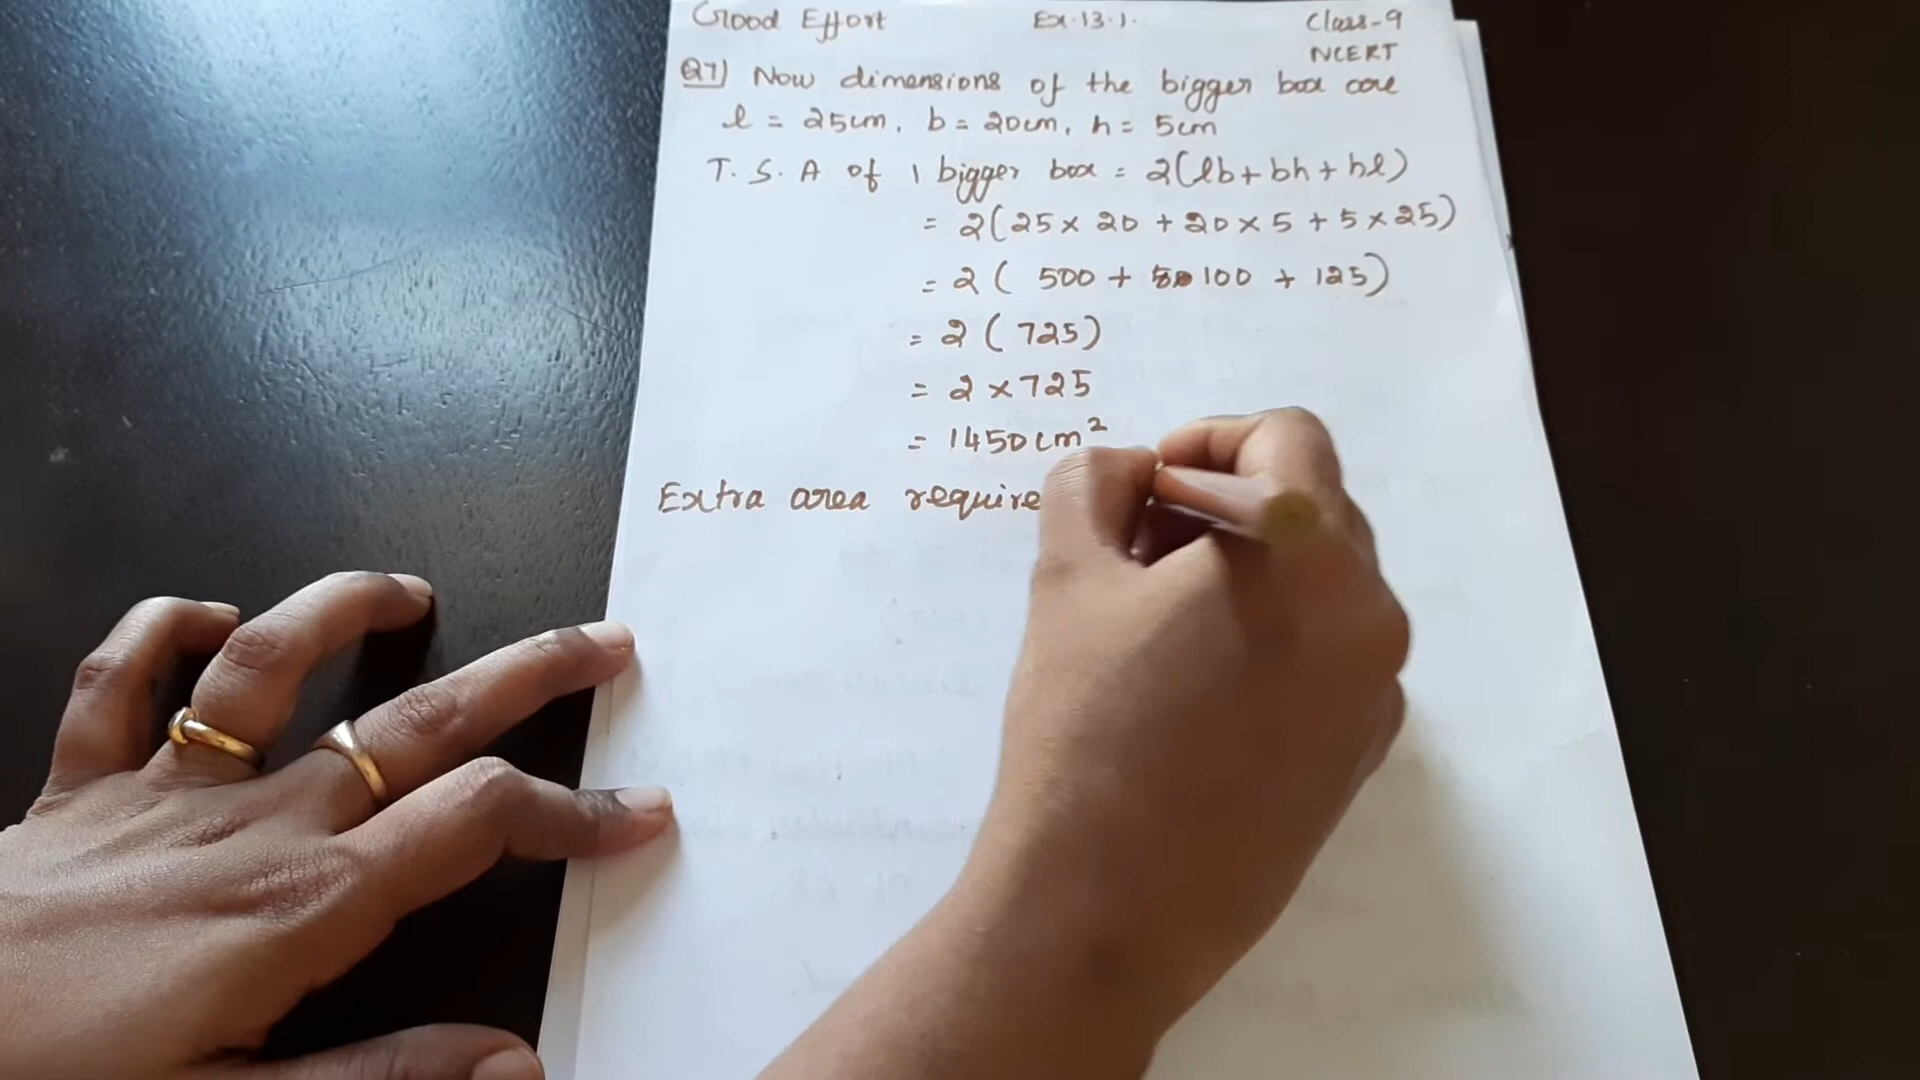 Good Effort Ex.13.1. Class-9
NCERT
Q7) Now dimensions of the bigger box are
l = 25cm, b = 20cm, h = 5cm
T. S. A of 1 bigger box = 2(lb + bh + hl)
= 2(25 × 20 + 20 × 5 + 5 × 25)
= 2 ( 500 + 100 + 125)
= 2 ( 725)
= 2 × 725
= 1450cm²
Extra area require